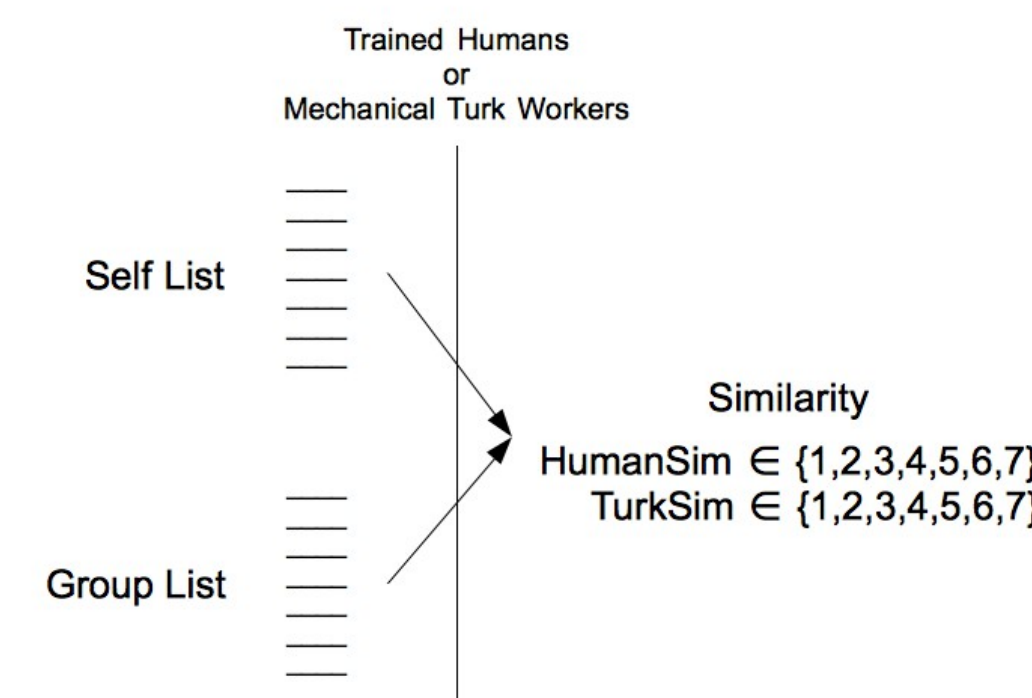 Trained Humans
or
Mechanical Turk Workers
Self List
Similarity
HumanSim ∈ {1,2,3,4,5,6,7}
TurkSim ∈ {1,2,3,4,5,6,7}
Group List